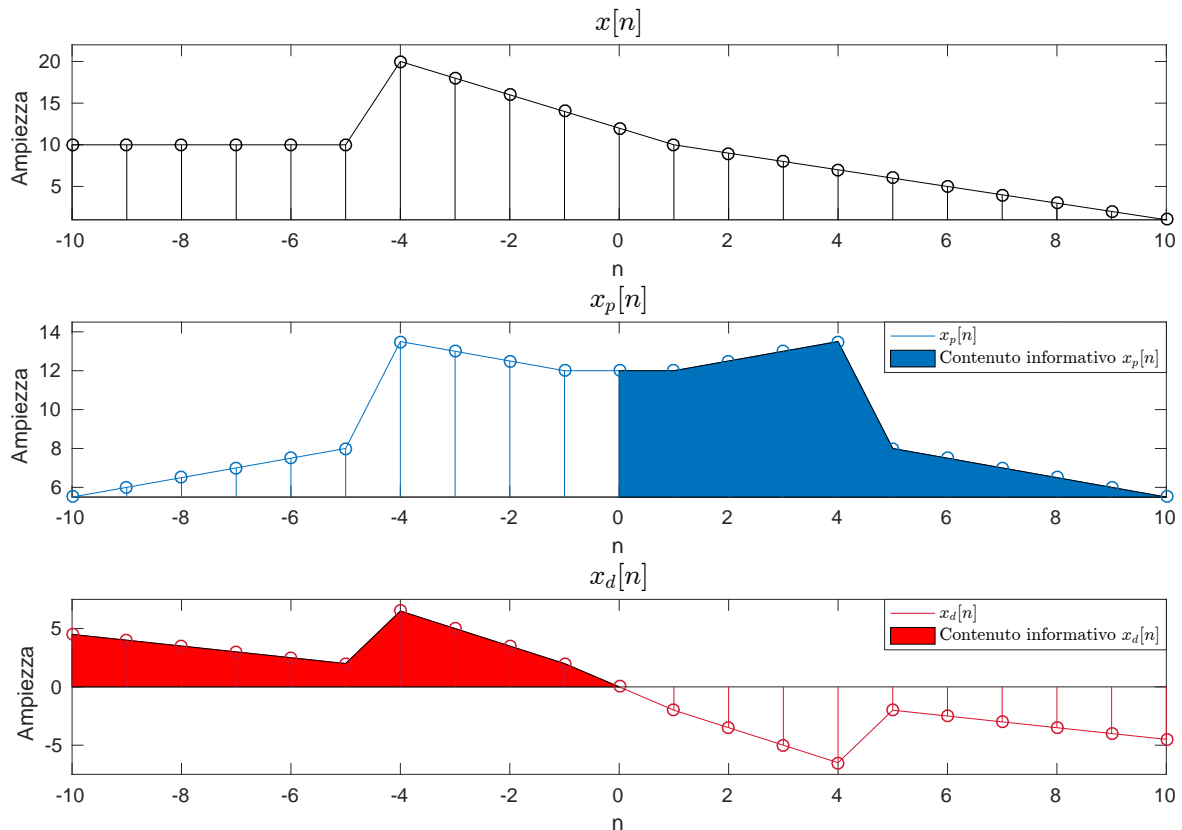 x[n]
20
15
10
5
Ampiezza
-10 -8 -6 -4 -2 0 2 4 6 8 10
n
x_p[n]
14
12
10
8
6
Ampiezza
x_p[n]
Contenuto informativo x_p[n]
-10 -8 -6 -4 -2 0 2 4 6 8 10
n
x_d[n]
5
0
-5
Ampiezza
x_d[n]
Contenuto informativo x_d[n]
-10 -8 -6 -4 -2 0 2 4 6 8 10
n